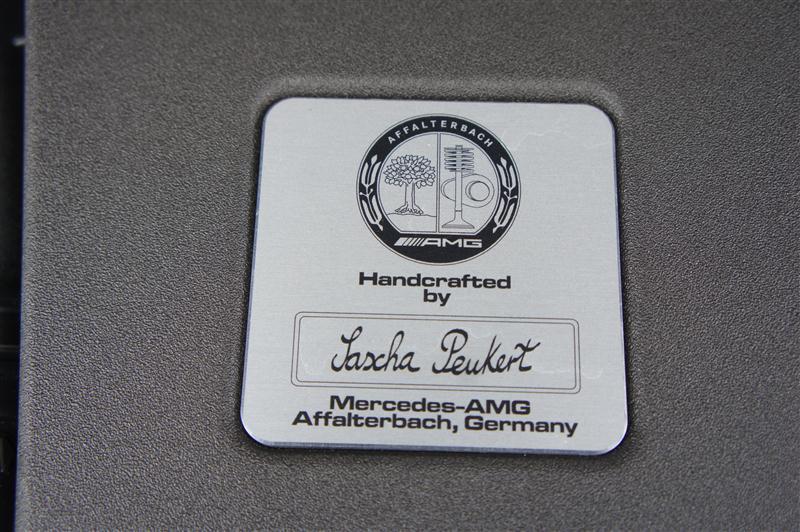 AFFALTERBACH
AMG
Handcrafted
by
Sascha Peukert
Mercedes-AMG
Affalterbach, Germany